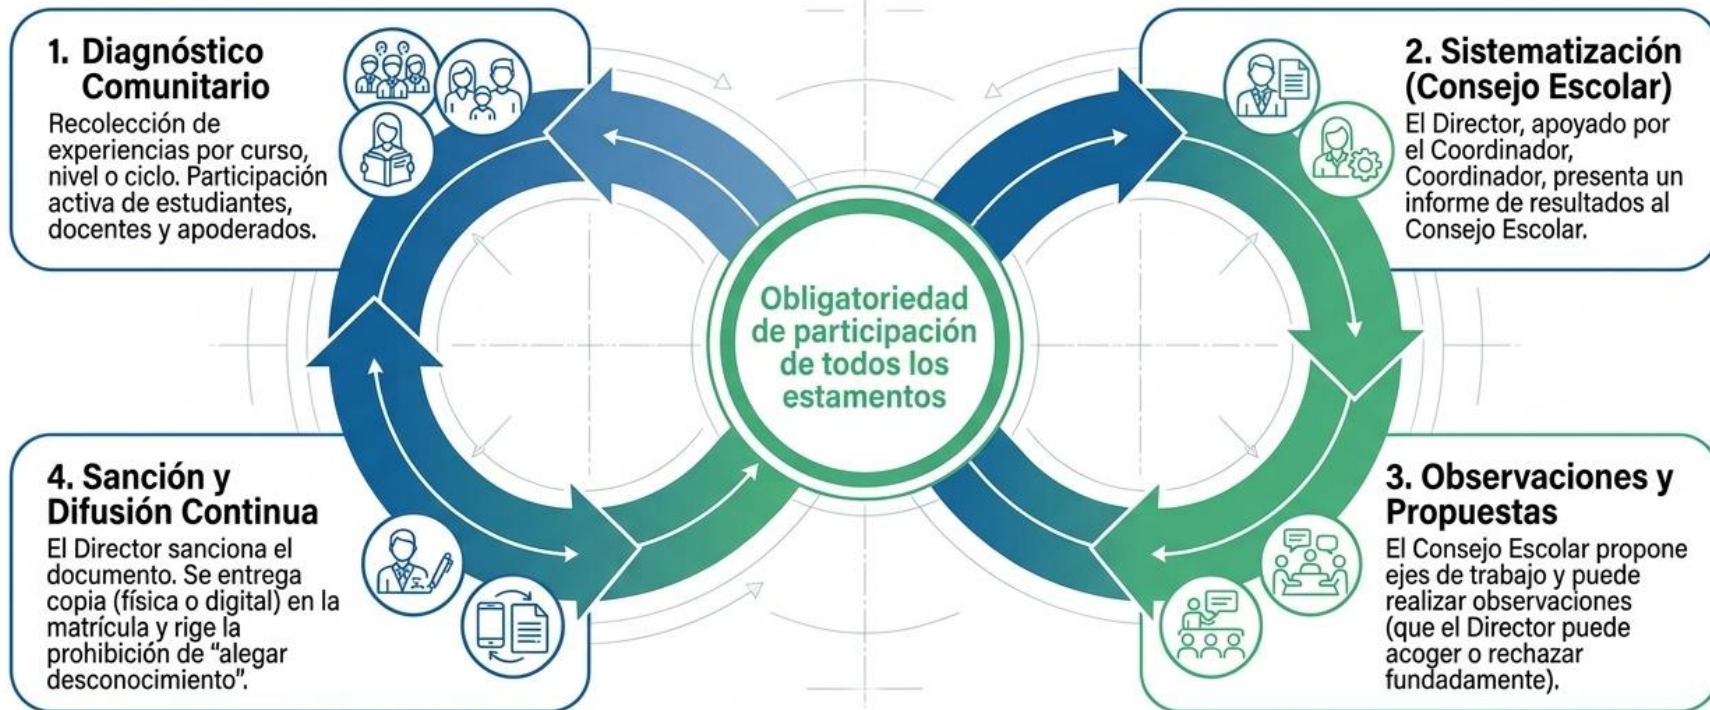 1. Diagnóstico
Comunitario
Recolección de
experiencias por curso,
nivel o ciclo. Participación
activa de estudiantes,
docentes y apoderados.
2. Sistematización
(Consejo Escolar)
El Director, apoyado por
el Coordinador,
Coordinador, presenta un
informe de resultados al
Consejo Escolar.
Obligatoriedad
de participación
de todos los
estamentos
3. Observaciones y
Propuestas
El Consejo Escolar propone
ejes de trabajo y puede
realizar observaciones
(que el Director puede
acoger o rechazar
fundadamente).
4. Sanción y
Difusión Continua
El Director sanciona el
documento. Se entrega
copia (física o digital) en la
matrícula y rige la
prohibición de “alegar
desconocimiento”.